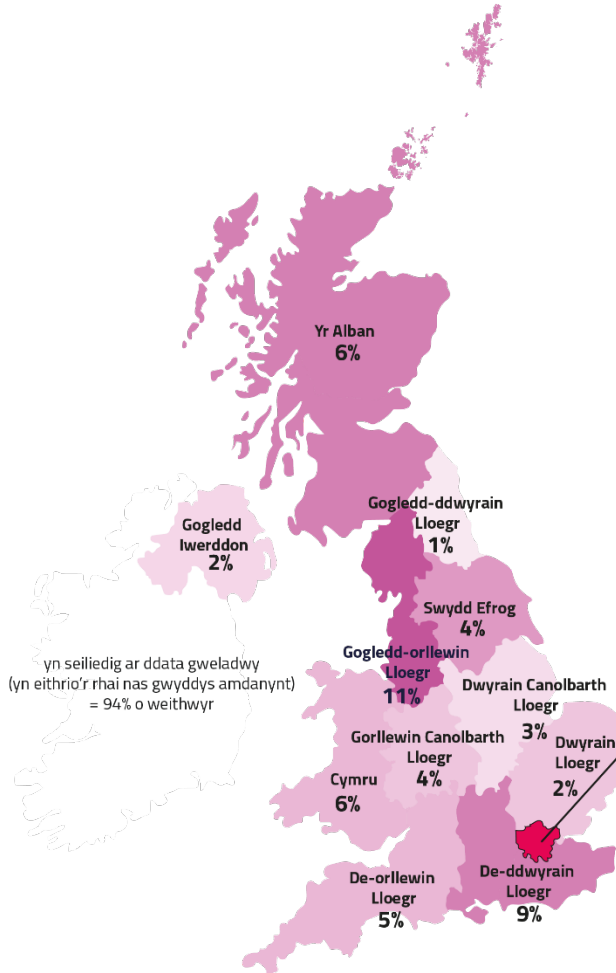 Yr Alban
6%
Gogledd-ddwyrain
Lloegr
1%
Gogledd
Iwerddon
2%
Swydd Efrog
4%
Gogledd-orllewin
Lloegr
11%
yn seiliedig ar ddata gweladwy
(yn eithrio'r rhai nas gwyddys amdanynt)
= 94% o weithwyr
Dwyrain Canolbarth
Lloegr
3%
Gorllewin Canolbarth
Lloegr
4%
Dwyrain
Lloegr
2%
Cymru
6%
De-orllewin
Lloegr
5%
De-ddwyrain
Lloegr
9%